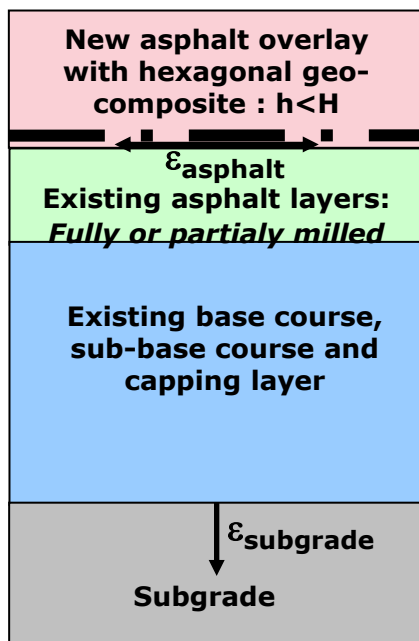 New asphalt overlay
with hexagonal geo-
composite : h<H
εasphalt
Existing asphalt layers:
Fully or partialy milled
Existing base course,
sub-base course and
capping layer
εsubgrade
Subgrade